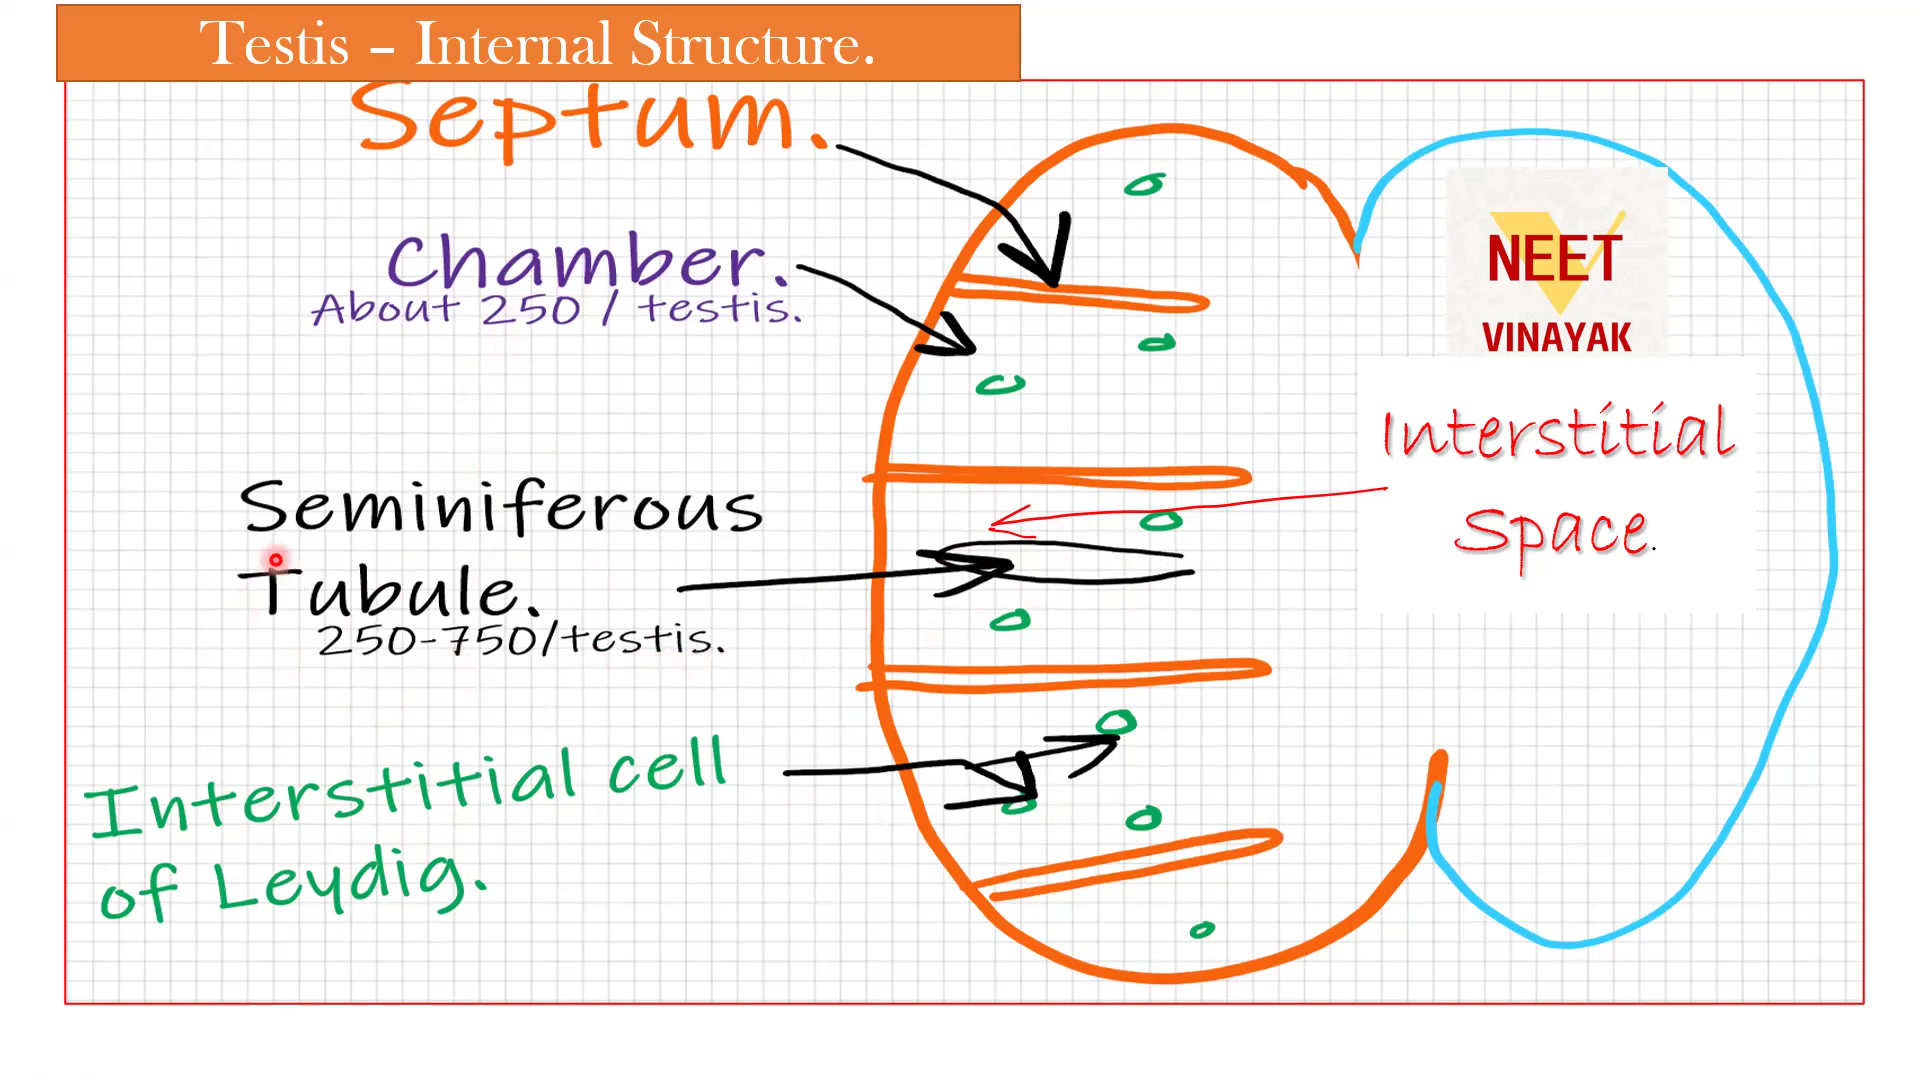 Testis – Internal Structure.
Septum.
Chamber.
About 250 / testis.
Seminiferous
Tubule.
250-750/testis.
Interstitial cell
of Leydig.
NEET
VINAYAK
Interstitial
Space.